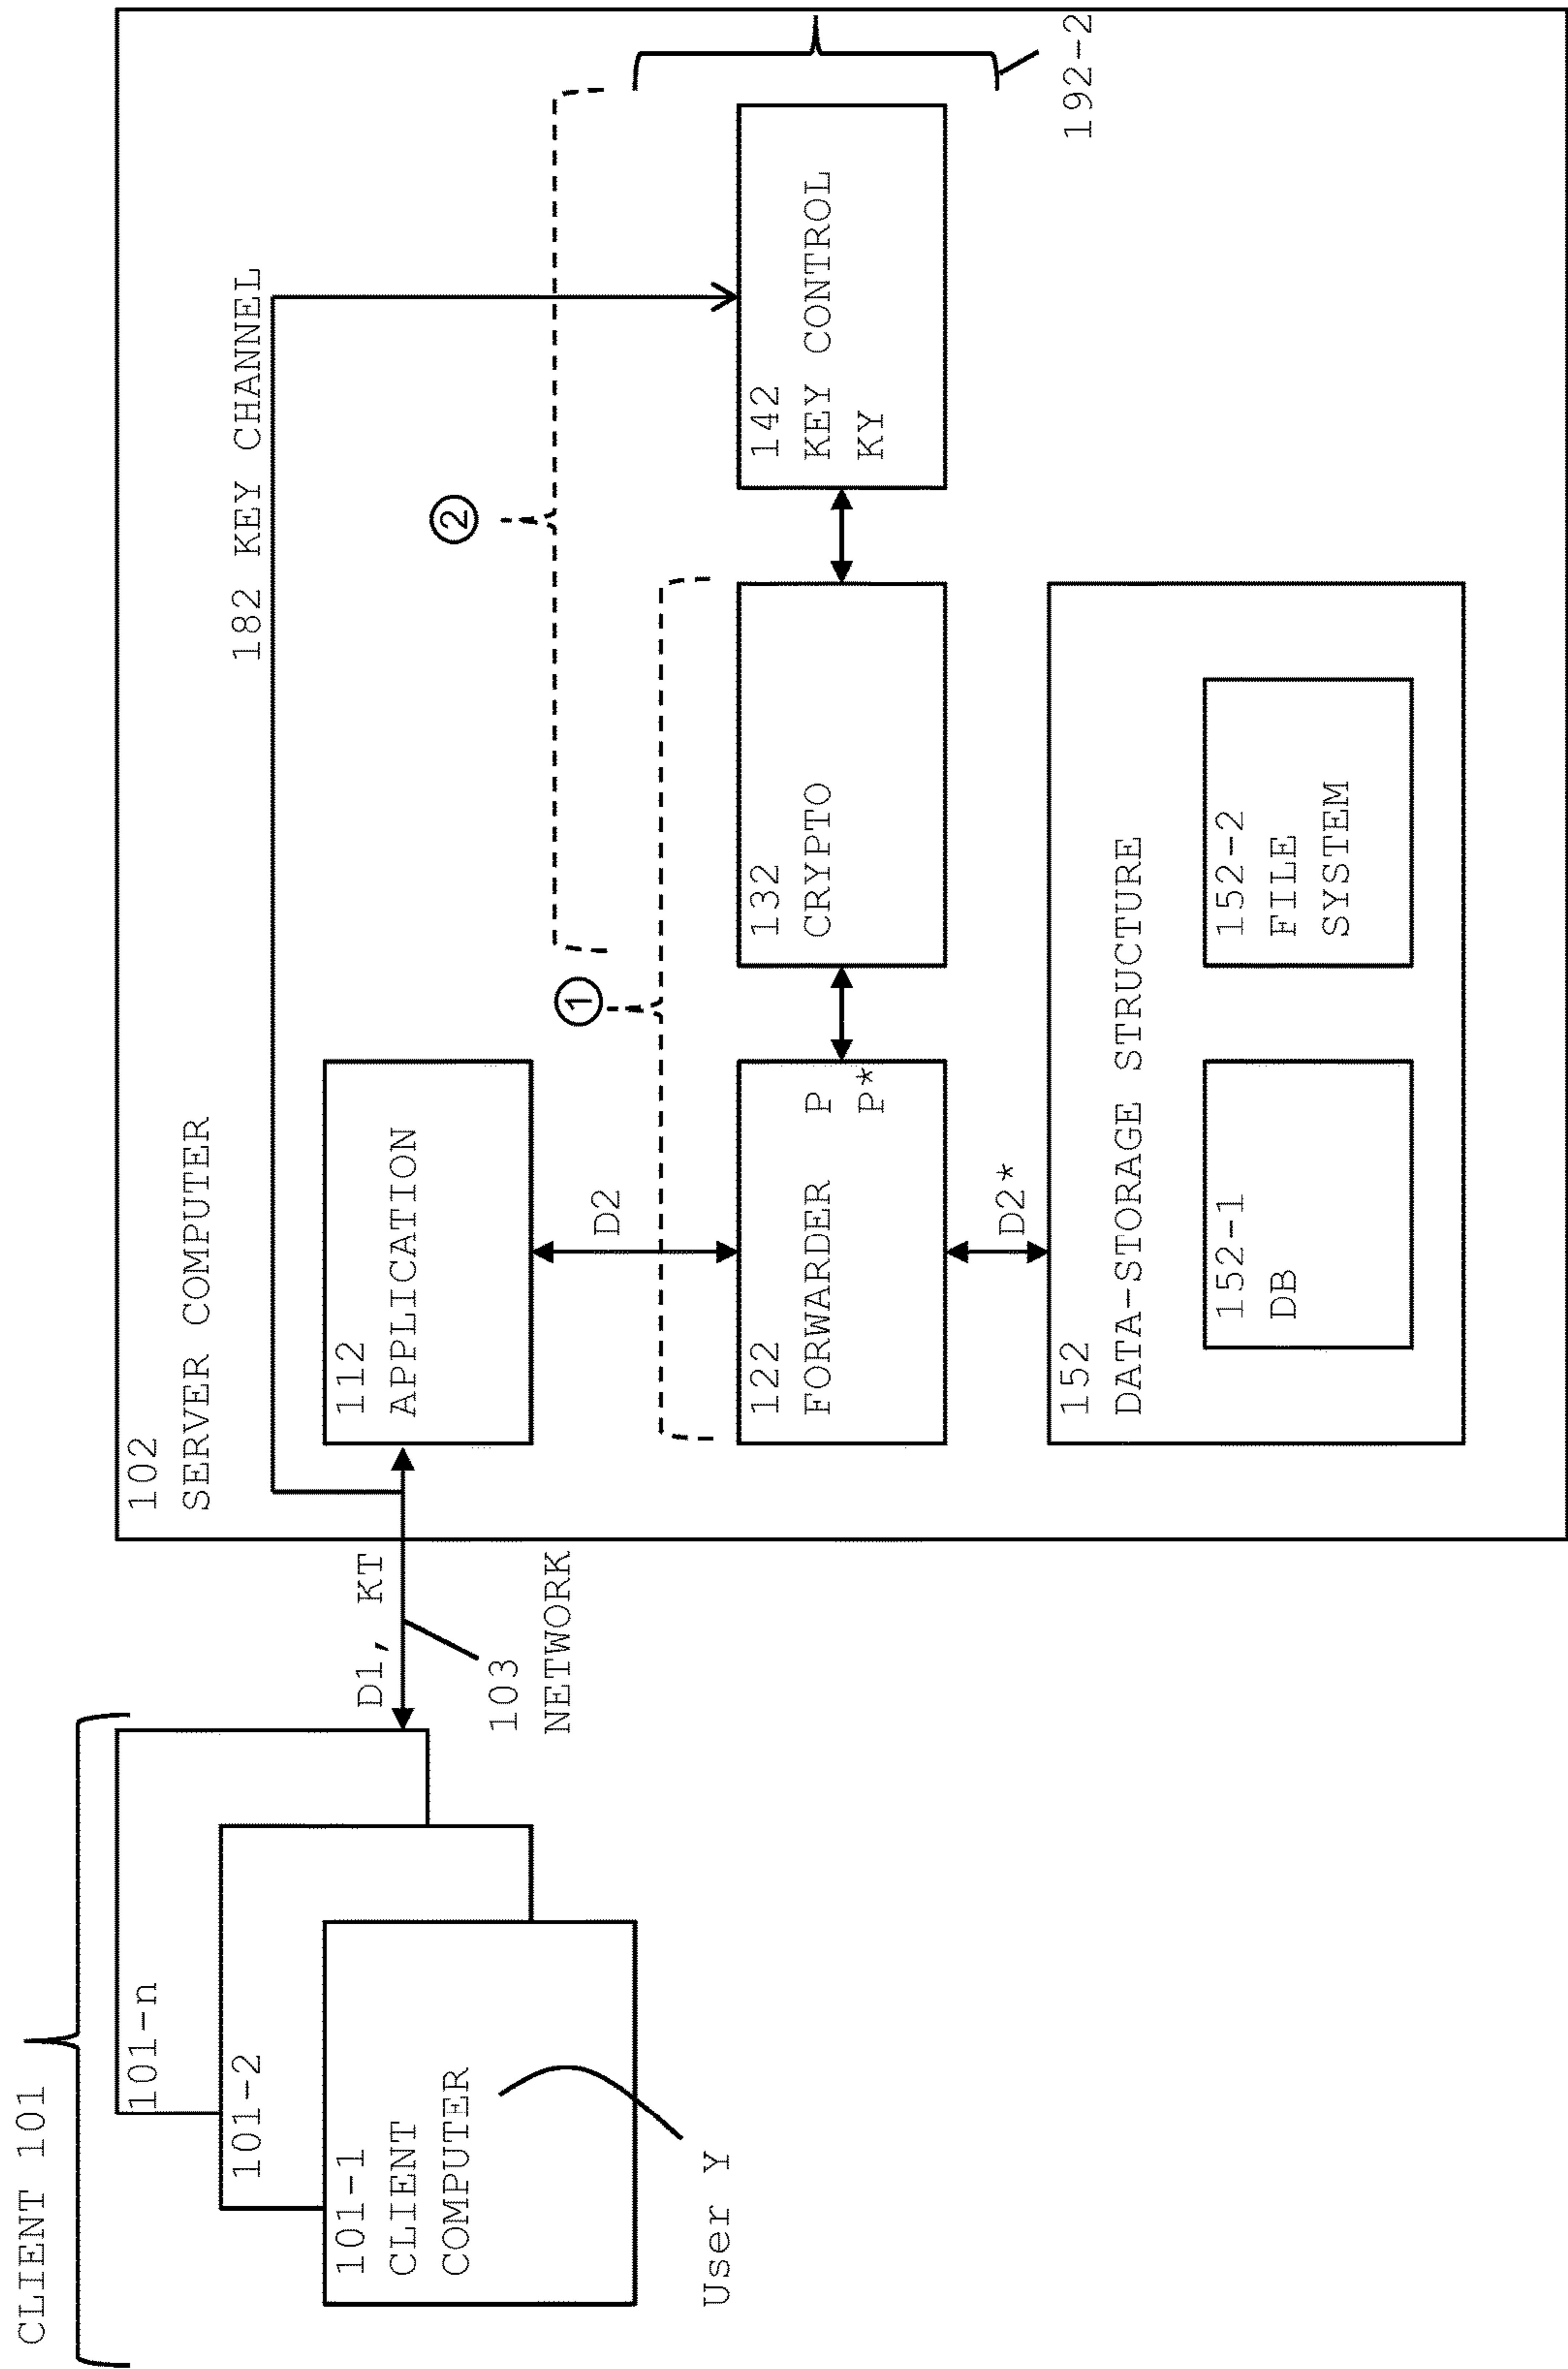 CLIENT 101
101-n
101-2
101-1
CLIENT
COMPUTER
User Y
D1, KT
103
NETWORK
102
SERVER COMPUTER
182 KEY CHANNEL
112
APPLICATION
D2
①
②
122
FORWARDER P
P*
132
CRYPTO
142
KEY CONTROL
KY
192-2
D2*
152
DATA-STORAGE STRUCTURE
152-1
DB
152-2
FILE
SYSTEM